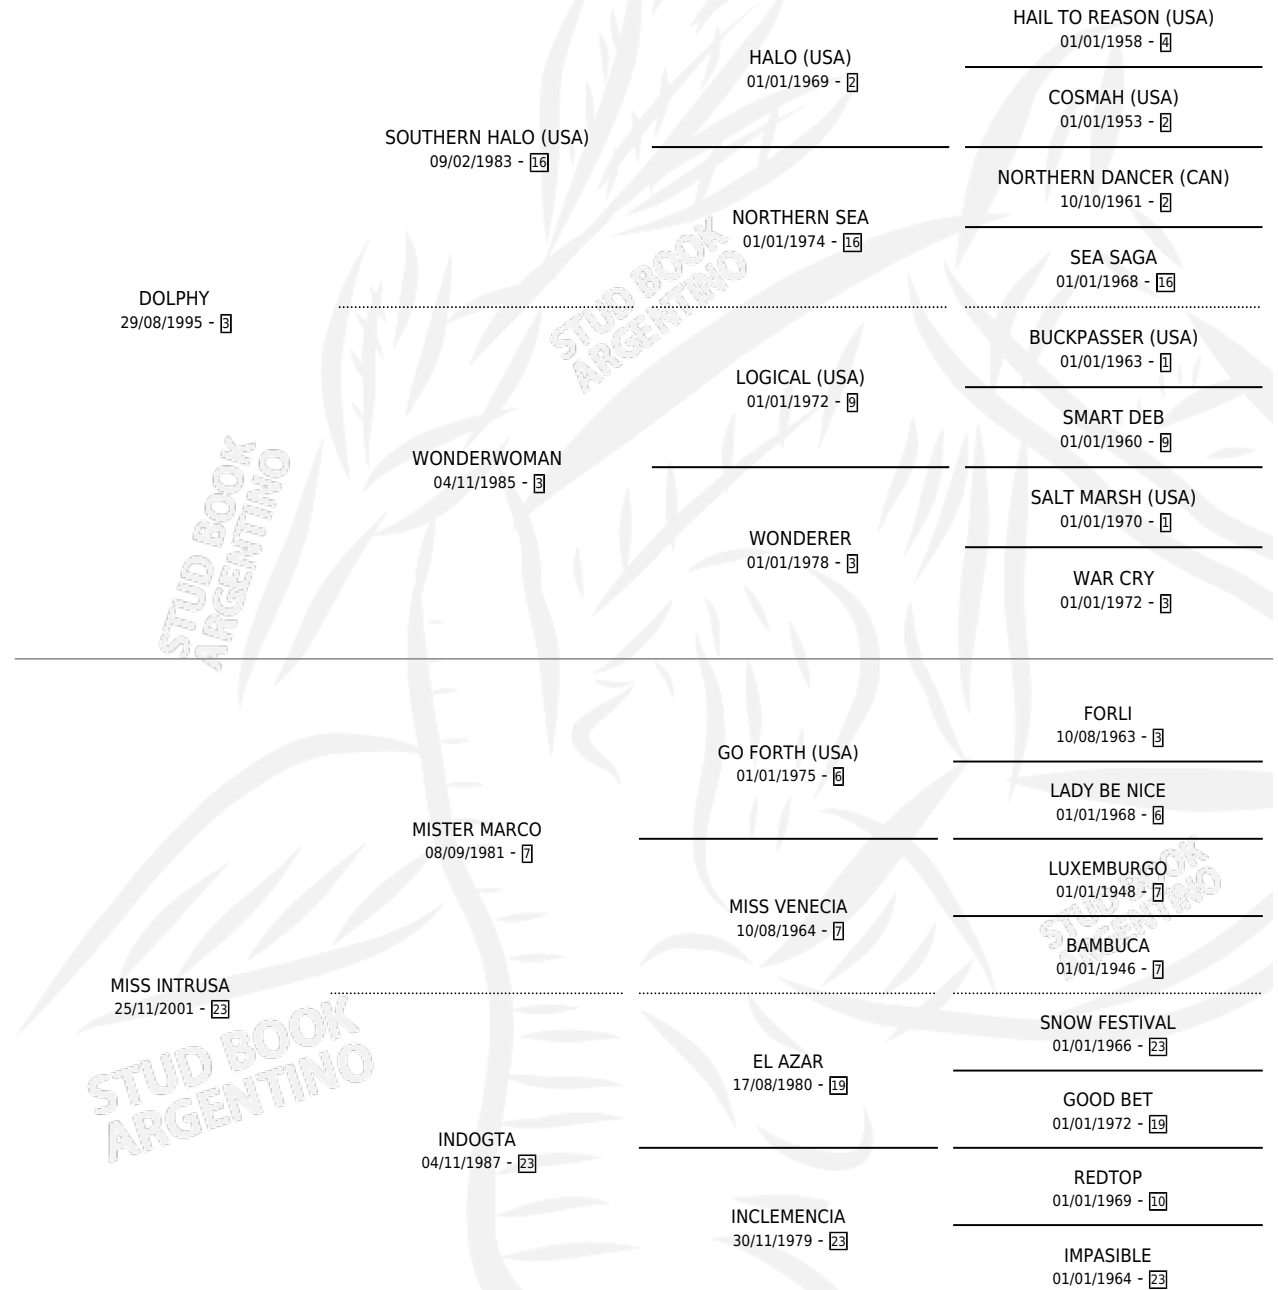 HAIL TO REASON (USA)
01/01/1958 - 4
HALO (USA)
01/01/1969 - 2
COSMAH (USA)
01/01/1953 - 2
SOUTHERN HALO (USA)
09/02/1983 - 16
NORTHERN DANCER (CAN)
10/10/1961 - 2
NORTHERN SEA
01/01/1974 - 16
SEA SAGA
01/01/1968 - 16
DOLPHY
29/08/1995 - 3
BUCKPASSER (USA)
01/01/1963 - 1
LOGICAL (USA)
01/01/1972 - 9
SMART DEB
01/01/1960 - 9
WONDERWOMAN
04/11/1985 - 3
SALT MARSH (USA)
01/01/1970 - 1
WONDERER
01/01/1978 - 3
WAR CRY
01/01/1972 - 3
FORLI
10/08/1963 - 3
GO FORTH (USA)
01/01/1975 - 6
LADY BE NICE
01/01/1968 - 6
MISTER MARCO
08/09/1981 - 7
LUXEMBURGO
01/01/1948 - 7
MISS VENECIA
10/08/1964 - 7
BAMBUCA
01/01/1946 - 7
MISS INTRUSA
25/11/2001 - 23
SNOW FESTIVAL
01/01/1966 - 23
EL AZAR
17/08/1980 - 19
GOOD BET
01/01/1972 - 19
INDOGTA
04/11/1987 - 23
REDTOP
01/01/1969 - 10
INCLEMENCIA
30/11/1979 - 23
IMPASIBLE
01/01/1964 - 23
STUD BOOK
ARGENTINO
STUD BOOK
ARGENTINO
STUD BOOK
ARGENTINO
STUD BOOK
ARGENTINO